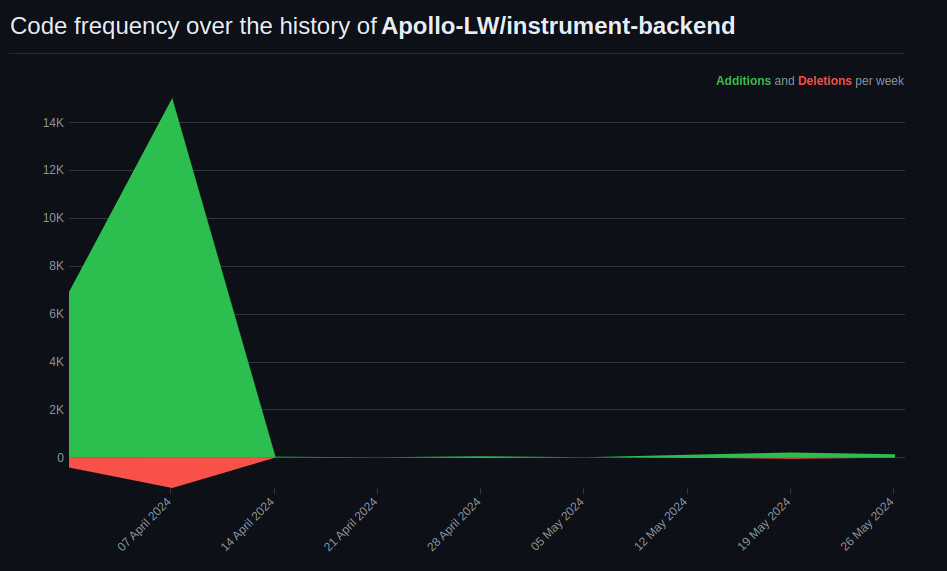 Code frequency over the history of Apollo-LW/instrument-backend
Additions and Deletions per week
14K
12K
10K
8K
6K
4K
2K
0
07 April 2024
14 April 2024
21 April 2024
28 April 2024
05 May 2024
12 May 2024
19 May 2024
26 May 2024